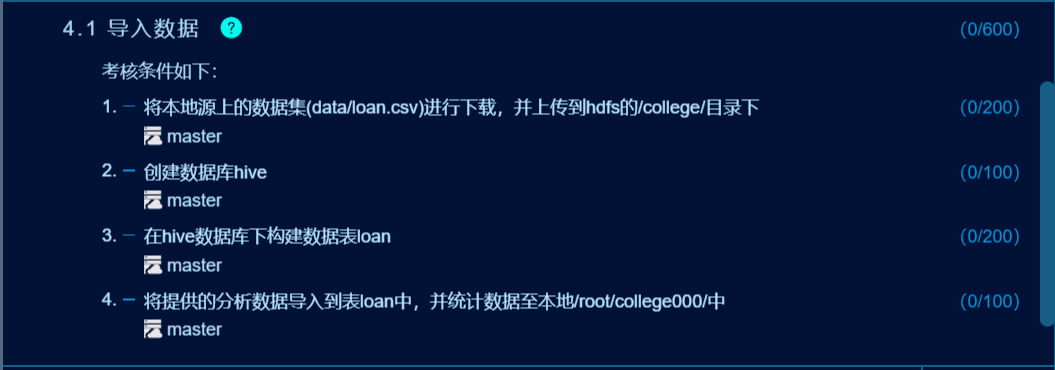 4.1 导入数据 ? (0/600)
考核条件如下：
1. — 将本地源上的数据集(data/loan.csv)进行下载，并上传到hdfs的/college/目录下 (0/200)
master
2. — 创建数据库hive (0/100)
master
3. — 在hive数据库下构建数据表loan (0/200)
master
4. — 将提供的分析数据导入到表loan中，并统计数据至本地/root/college000/中 (0/100)
master